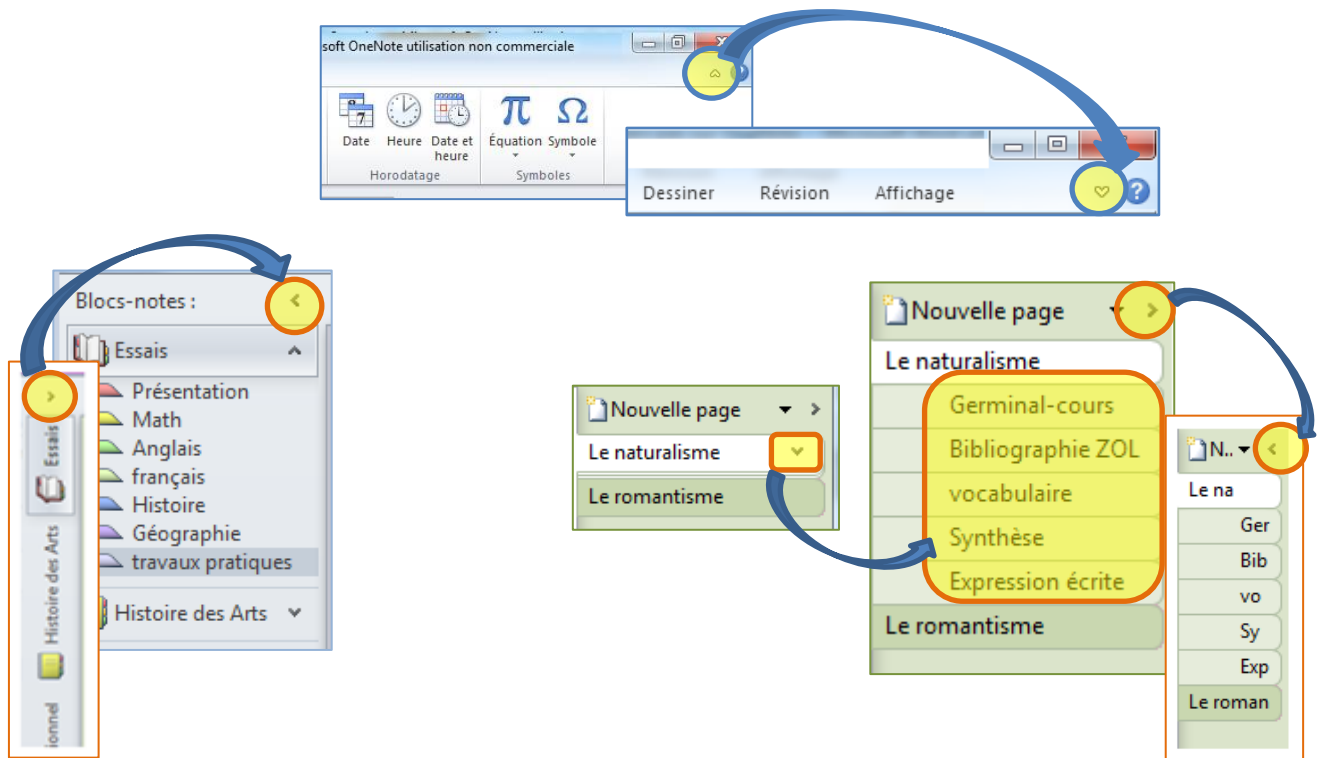 soft OneNote utilisation non commerciale
Date
Heure
Date et
heure
Équation
Symbole
Horodatage
Symboles
Dessiner
Révision
Affichage
?
Blocs-notes :
Essais
Présentation
Math
Anglais
français
Histoire
Géographie
travaux pratiques
Histoire des Arts
Essais
Histoire des Arts
ionnel
Nouvelle page
Le naturalisme
Le romantisme
Nouvelle page
Le naturalisme
Germinal-cours
Bibliographie ZOL
vocabulaire
Synthèse
Expression écrite
Le romantisme
N..
Le na
Ger
Bib
vo
Sy
Exp
Le roman